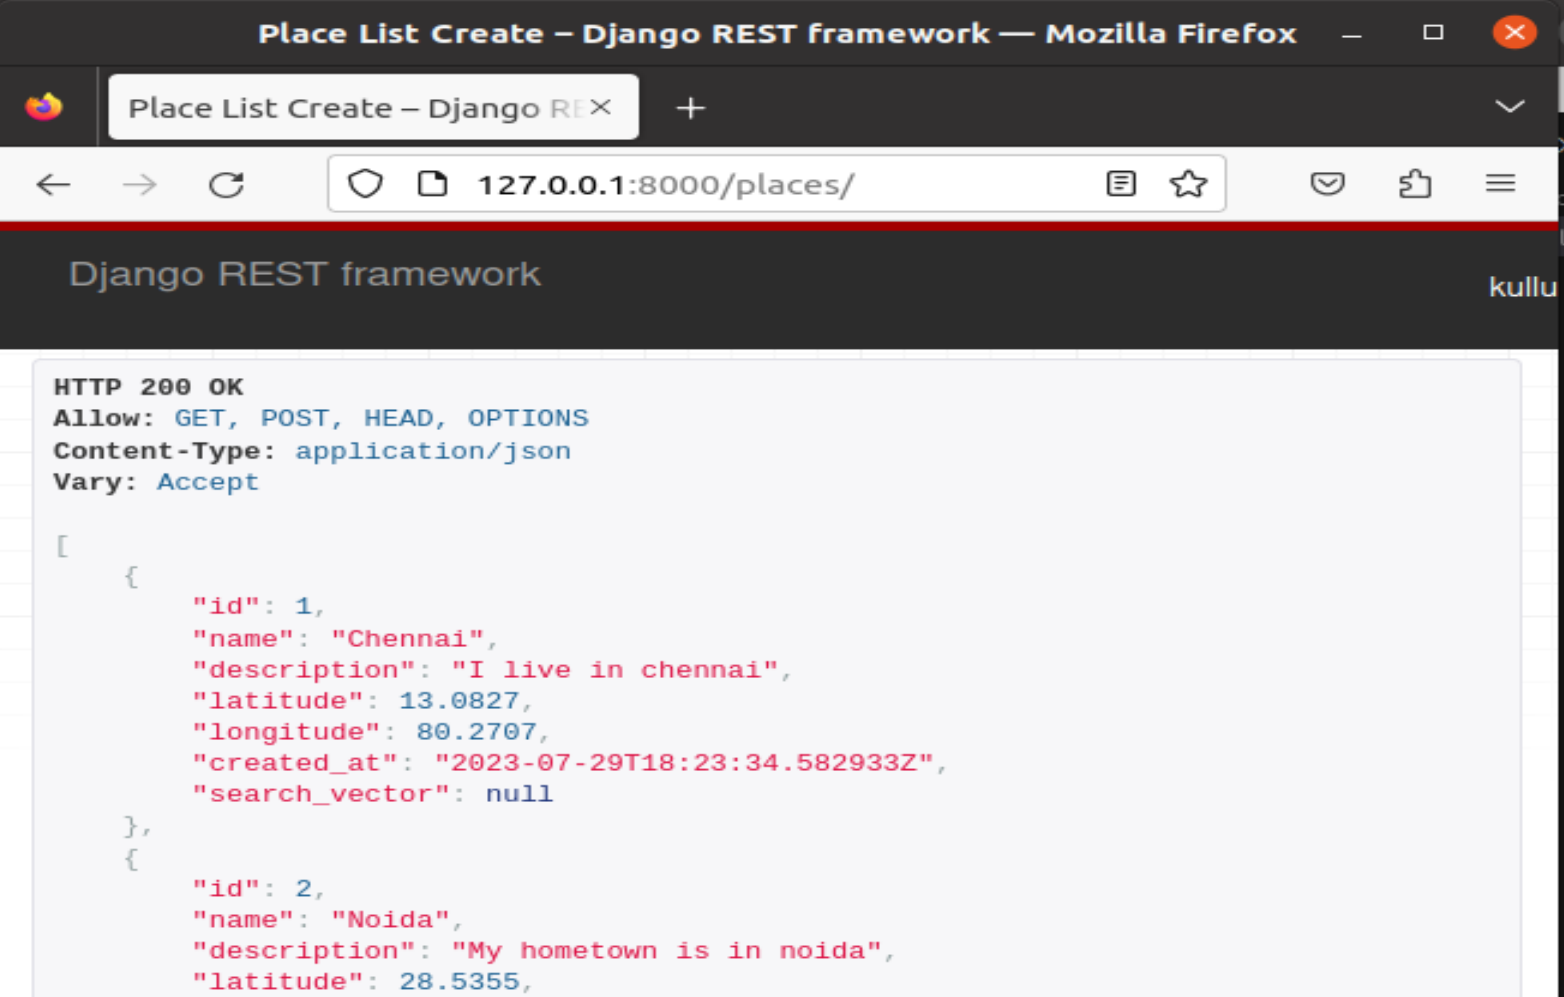 Place List Create – Django REST framework — Mozilla Firefox
Place List Create – Django RE
127.0.0.1:8000/places/
Django REST framework
kullu
HTTP 200 OK
Allow: GET, POST, HEAD, OPTIONS
Content-Type: application/json
Vary: Accept
[
    {
        "id": 1,
        "name": "Chennai",
        "description": "I live in chennai",
        "latitude": 13.0827,
        "longitude": 80.2707,
        "created_at": "2023-07-29T18:23:34.582933Z",
        "search_vector": null
    },
    {
        "id": 2,
        "name": "Noida",
        "description": "My hometown is in noida",
        "latitude": 28.5355,